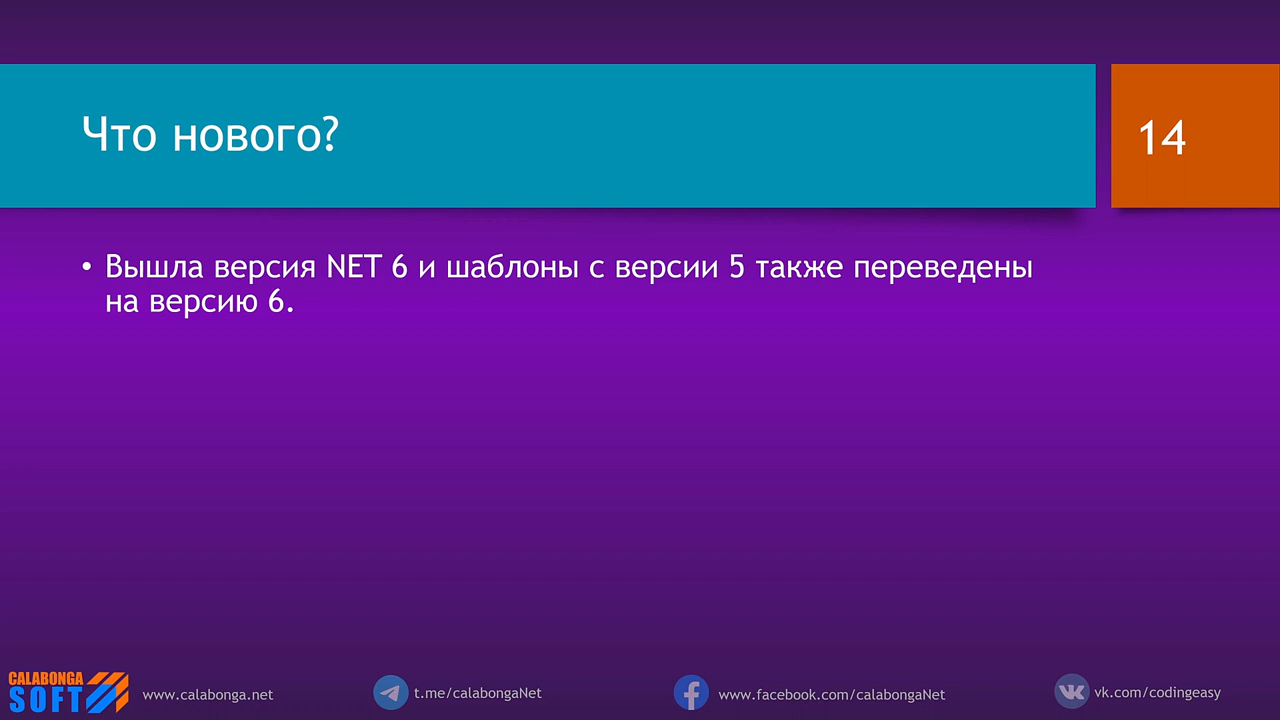 Что нового?
14
• Вышла версия NET 6 и шаблоны с версии 5 также переведены
на версию 6.
CALABONGA
SOFT
www.calabonga.net
t.me/calabongaNet
www.facebook.com/calabongaNet
vk.com/codingeasy